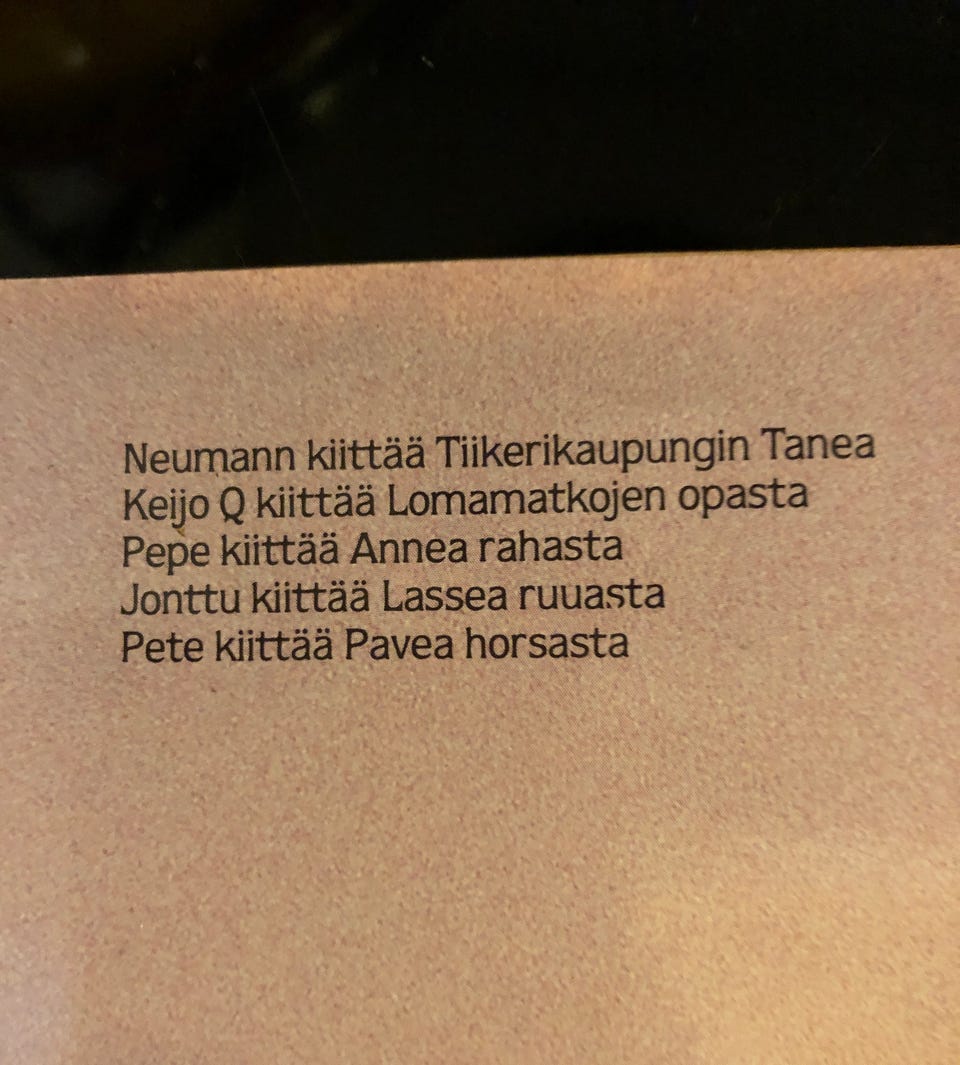 Neumann kiittää Tiikerikaupungin Tanea
Keijo Q kiittää Lomamatkojen opasta
Pepe kiittää Annea rahasta
Jonttu kiittää Lassea ruuasta
Pete kiittää Pavea horsasta